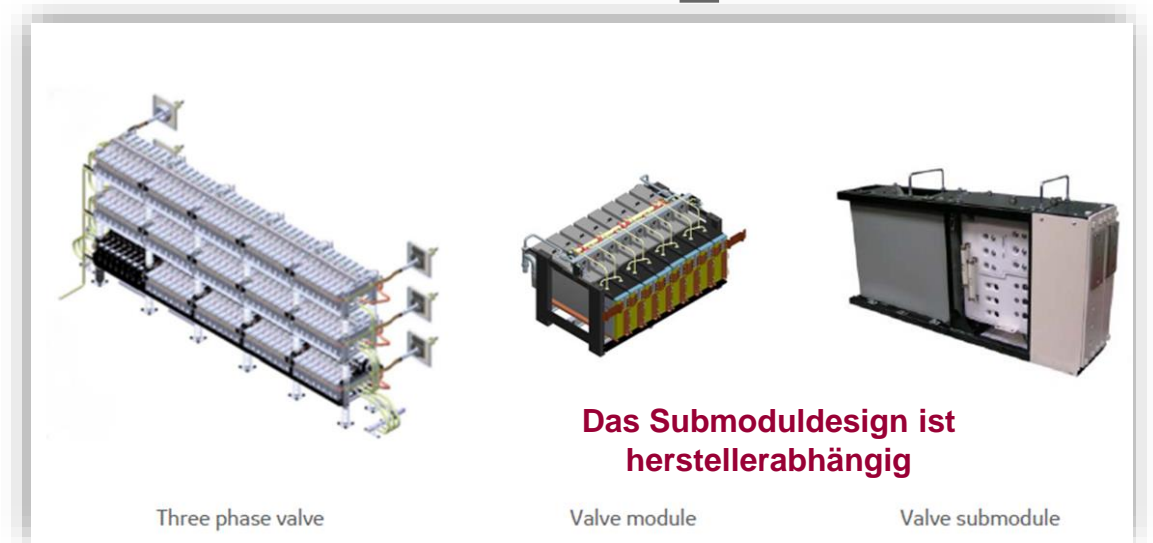 Das Submoduldesign ist
herstellerabhängig
Three phase valve
Valve module
Valve submodule